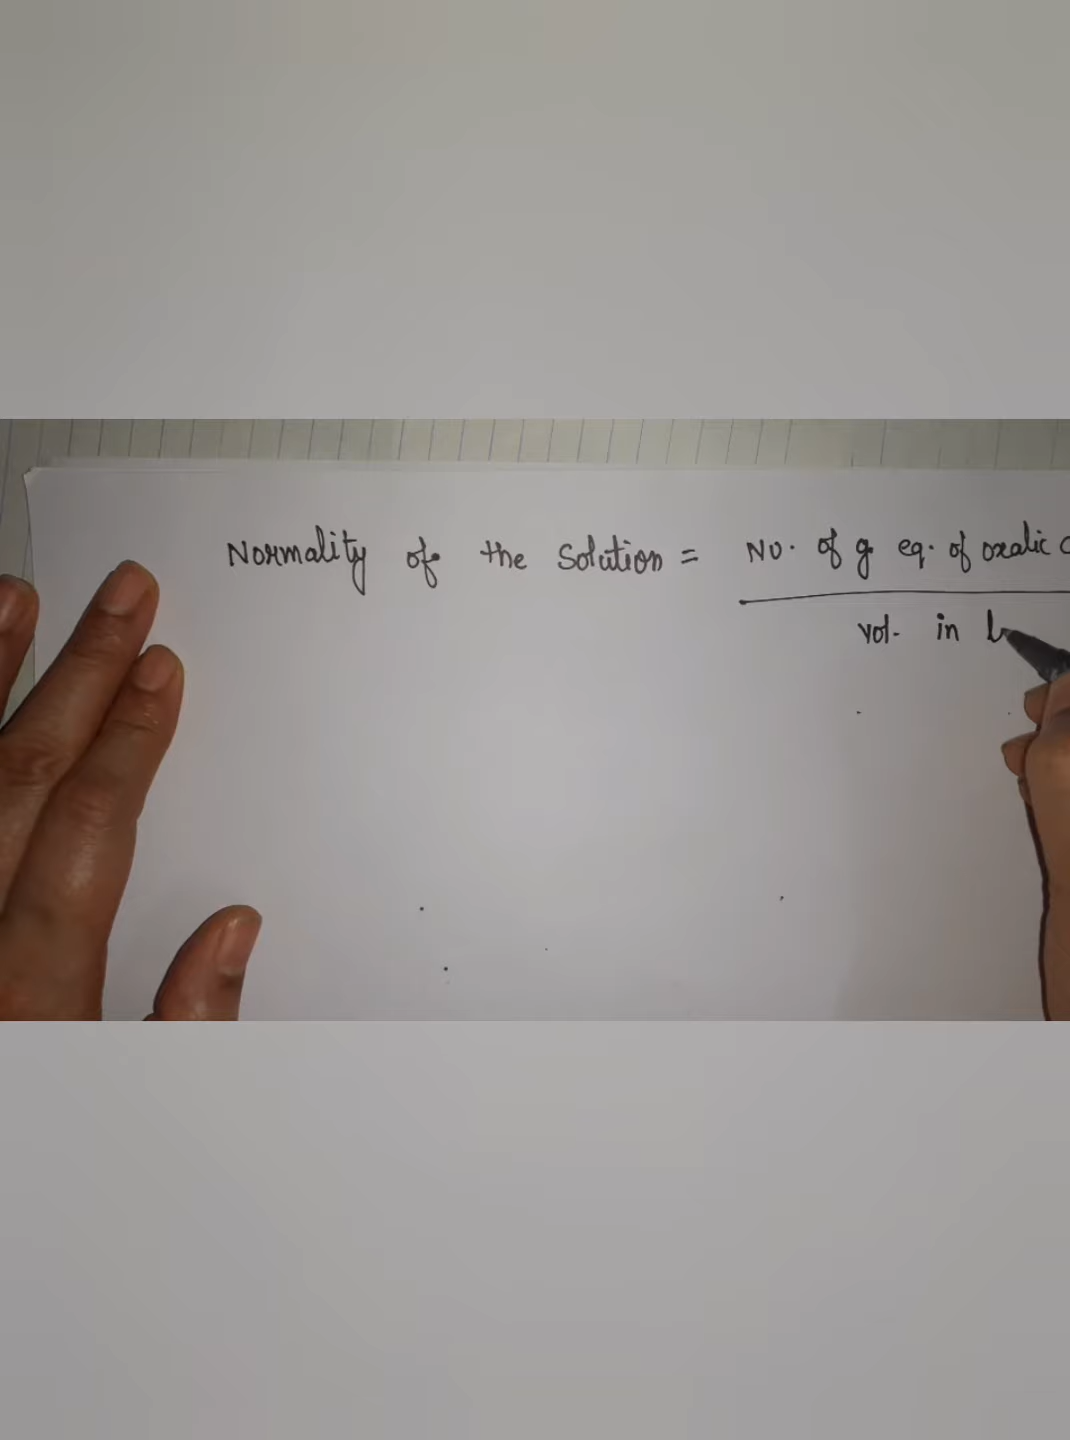 Normality of the Solution = No. of g eq. of oxalic
vol. in